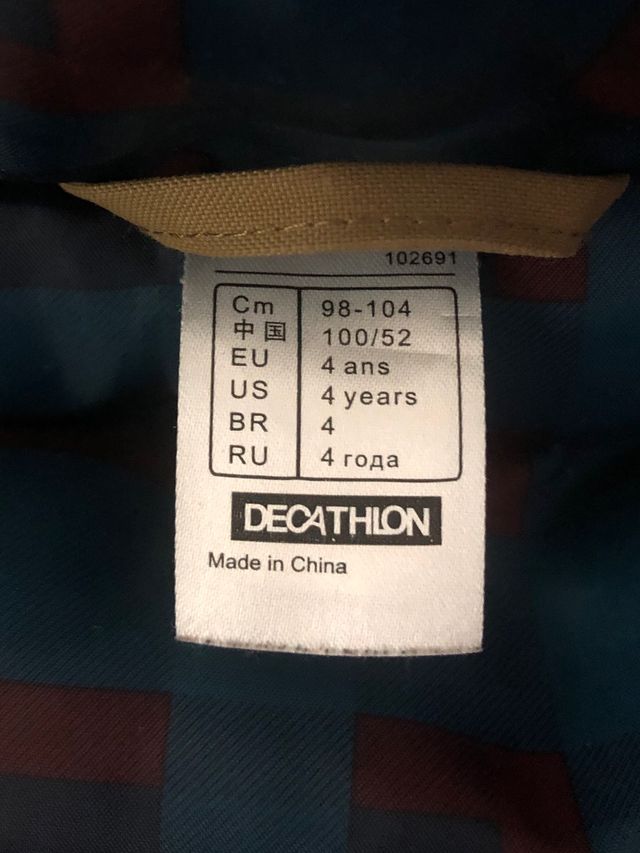 102691
Cm 98-104
中国 100/52
EU 4 ans
US 4 years
BR 4
RU 4 года
DECATHLON
Made in China